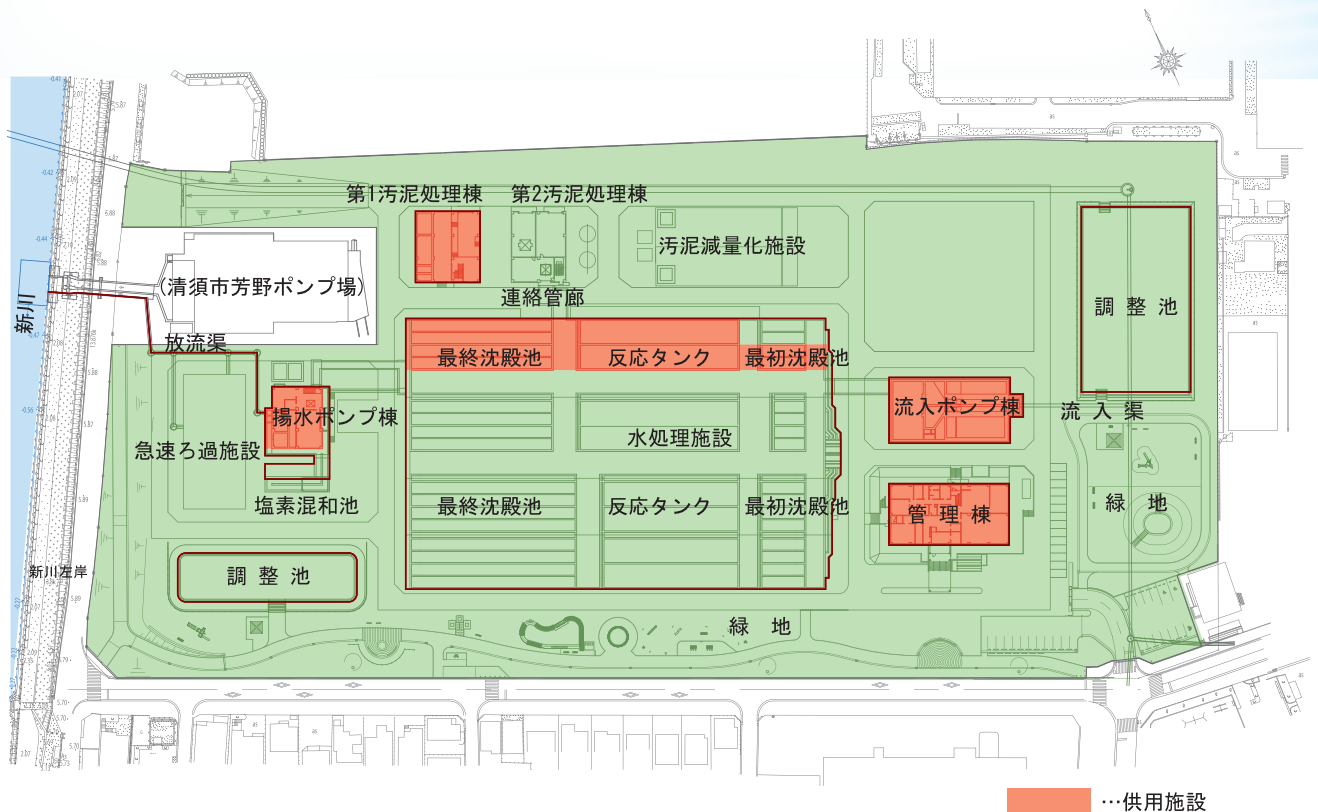 第1汚泥処理棟
第2汚泥処理棟
汚泥減量化施設
(清須市芳野ポンプ場)
連絡管廊
調整池
新川
放流渠
最終沈殿池
反応タンク
最初沈殿池
揚水ポンプ棟
流入ポンプ棟
流入渠
水処理施設
急速ろ過施設
塩素混和池
最終沈殿池
反応タンク
最初沈殿池
管理棟
緑地
新川左岸
調整池
緑地
…供用施設